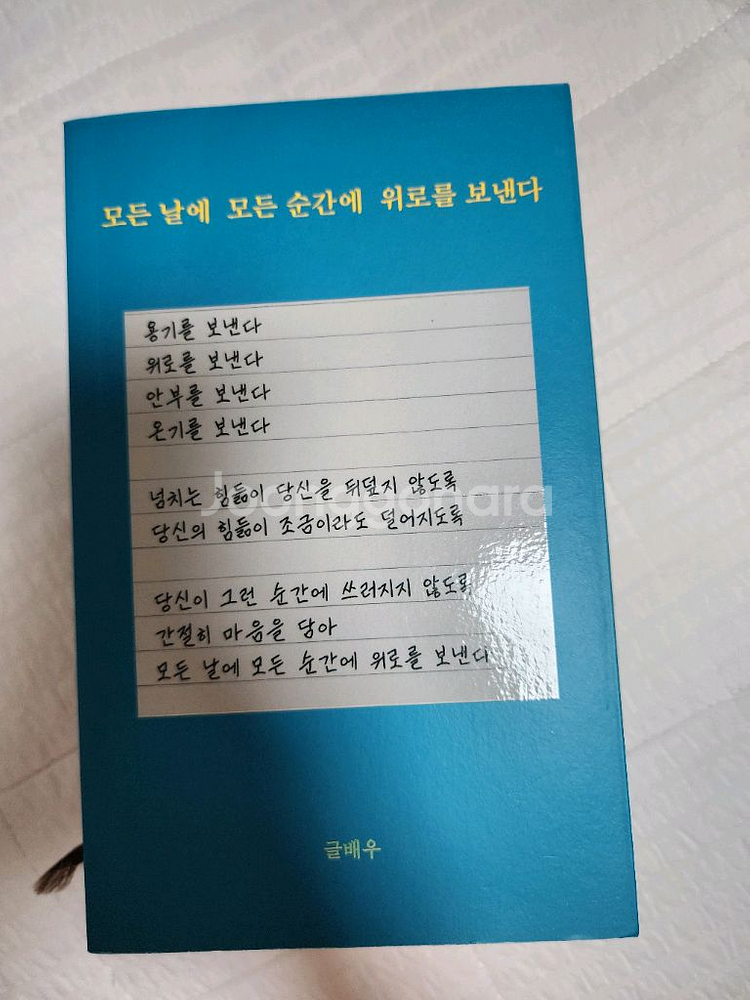 모든 날에 모든 순간에 위로를 보낸다
용기를 보낸다
위로를 보낸다
안부를 보낸다
온기를 보낸다
넘치는 힘듦이 당신을 뒤덮지 않도록
당신의 힘듦이 조금이라도 덜어지도록
당신이 그런 순간에 쓰러지지 않도록
간절히 마음을 담아
모든 날에 모든 순간에 위로를 보낸다
글배우
Joonggonara